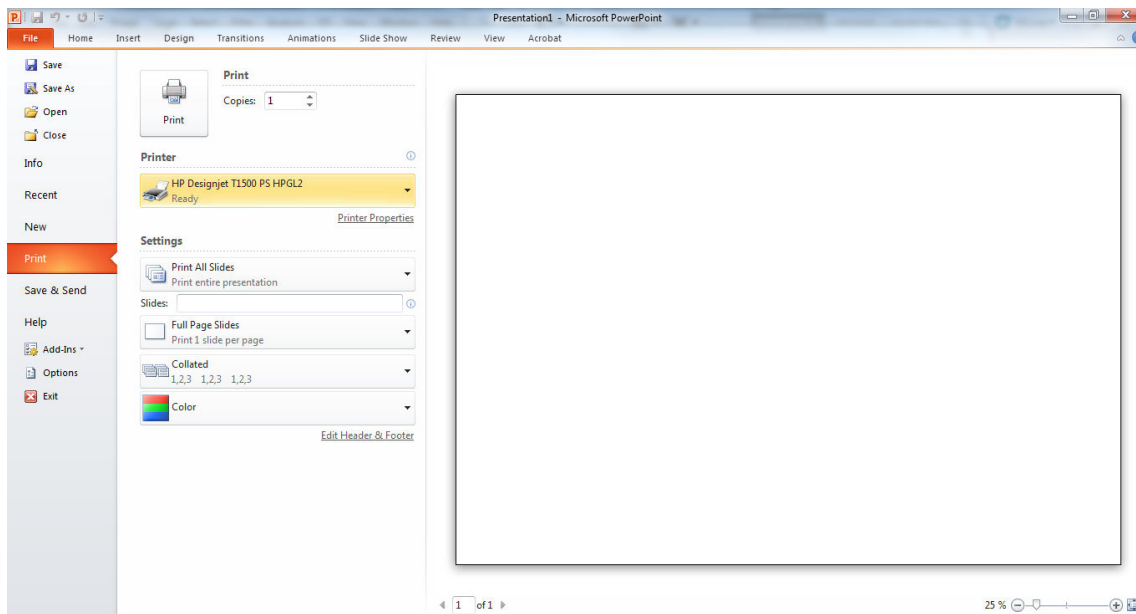 Presentation1 - Microsoft PowerPoint
File Home Insert Design Transitions Animations Slide Show Review View Acrobat
Save
Save As
Open
Close
Info
Recent
New
Print
Save & Send
Help
Add-Ins
Options
Exit
Print
Print
Copies: 1
Printer
HP Designjet T1500 PS HPGL2
Ready
Printer Properties
Settings
Print All Slides
Print entire presentation
Slides:
Full Page Slides
Print 1 slide per page
Collated
1,2,3 1,2,3 1,2,3
Color
Edit Header & Footer
1 of 1
25 %